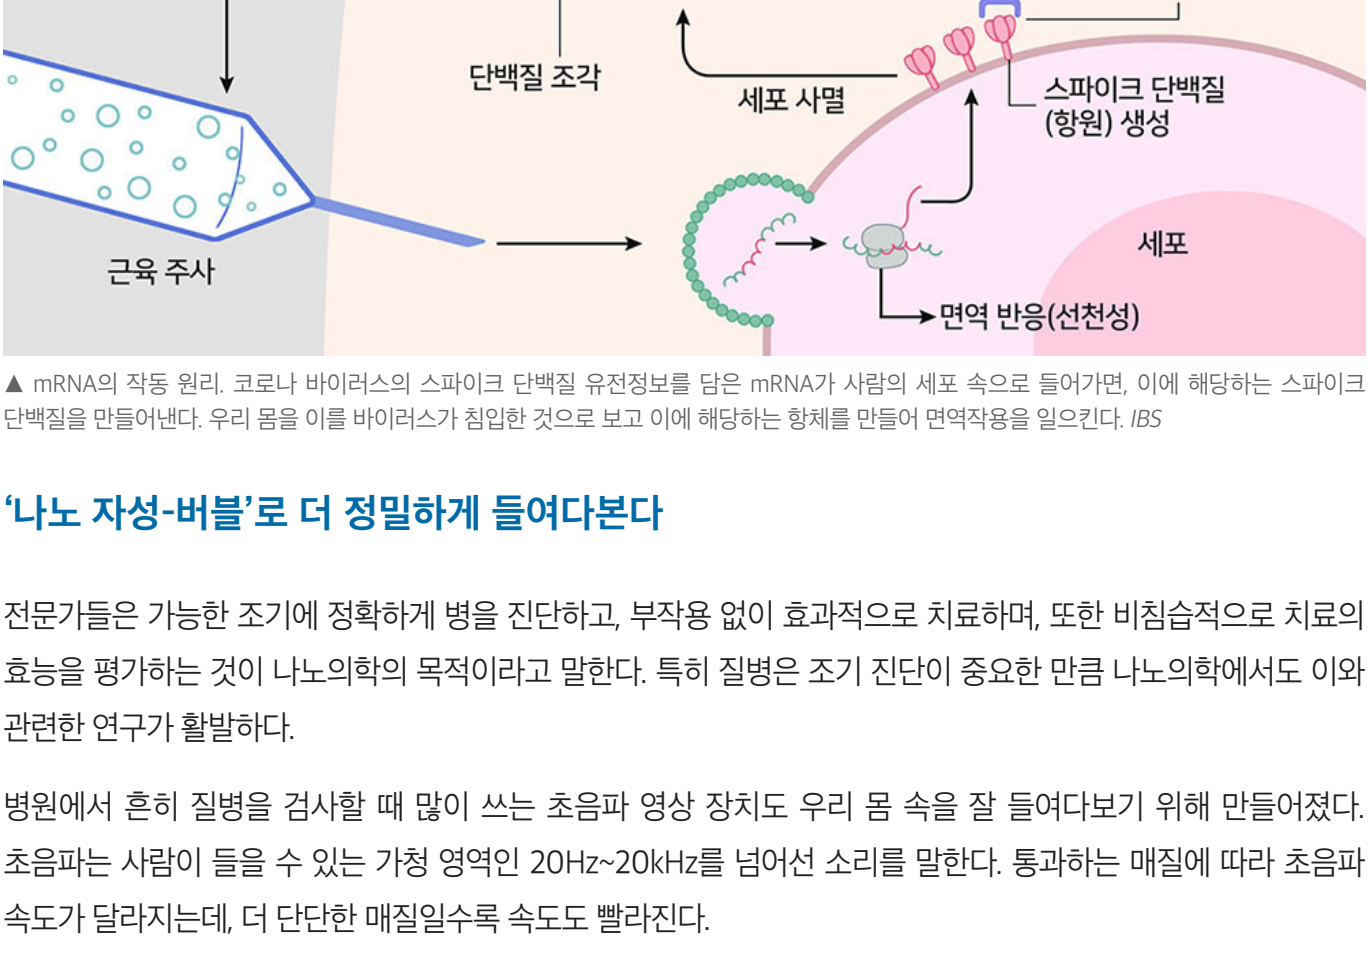 단백질 조각
세포 사멸
스파이크 단백질
(항원) 생성
세포
근육 주사
면역 반응(선천성)
▲ mRNA의 작동 원리. 코로나 바이러스의 스파이크 단백질 유전정보를 담은 mRNA가 사람의 세포 속으로 들어가면, 이에 해당하는 스파이크
단백질을 만들어낸다. 우리 몸을 이를 바이러스가 침입한 것으로 보고 이에 해당하는 항체를 만들어 면역작용을 일으킨다. IBS
‘나노 자성-버블’로 더 정밀하게 들여다본다
전문가들은 가능한 조기에 정확하게 병을 진단하고, 부작용 없이 효과적으로 치료하며, 또한 비침습적으로 치료의
효능을 평가하는 것이 나노의학의 목적이라고 말한다. 특히 질병은 조기 진단이 중요한 만큼 나노의학에서도 이와
관련한 연구가 활발하다.
병원에서 흔히 질병을 검사할 때 많이 쓰는 초음파 영상 장치도 우리 몸 속을 잘 들여다보기 위해 만들어졌다.
초음파는 사람이 들을 수 있는 가청 영역인 20Hz~20kHz를 넘어선 소리를 말한다. 통과하는 매질에 따라 초음파
속도가 달라지는데, 더 단단한 매질일수록 속도도 빨라진다.